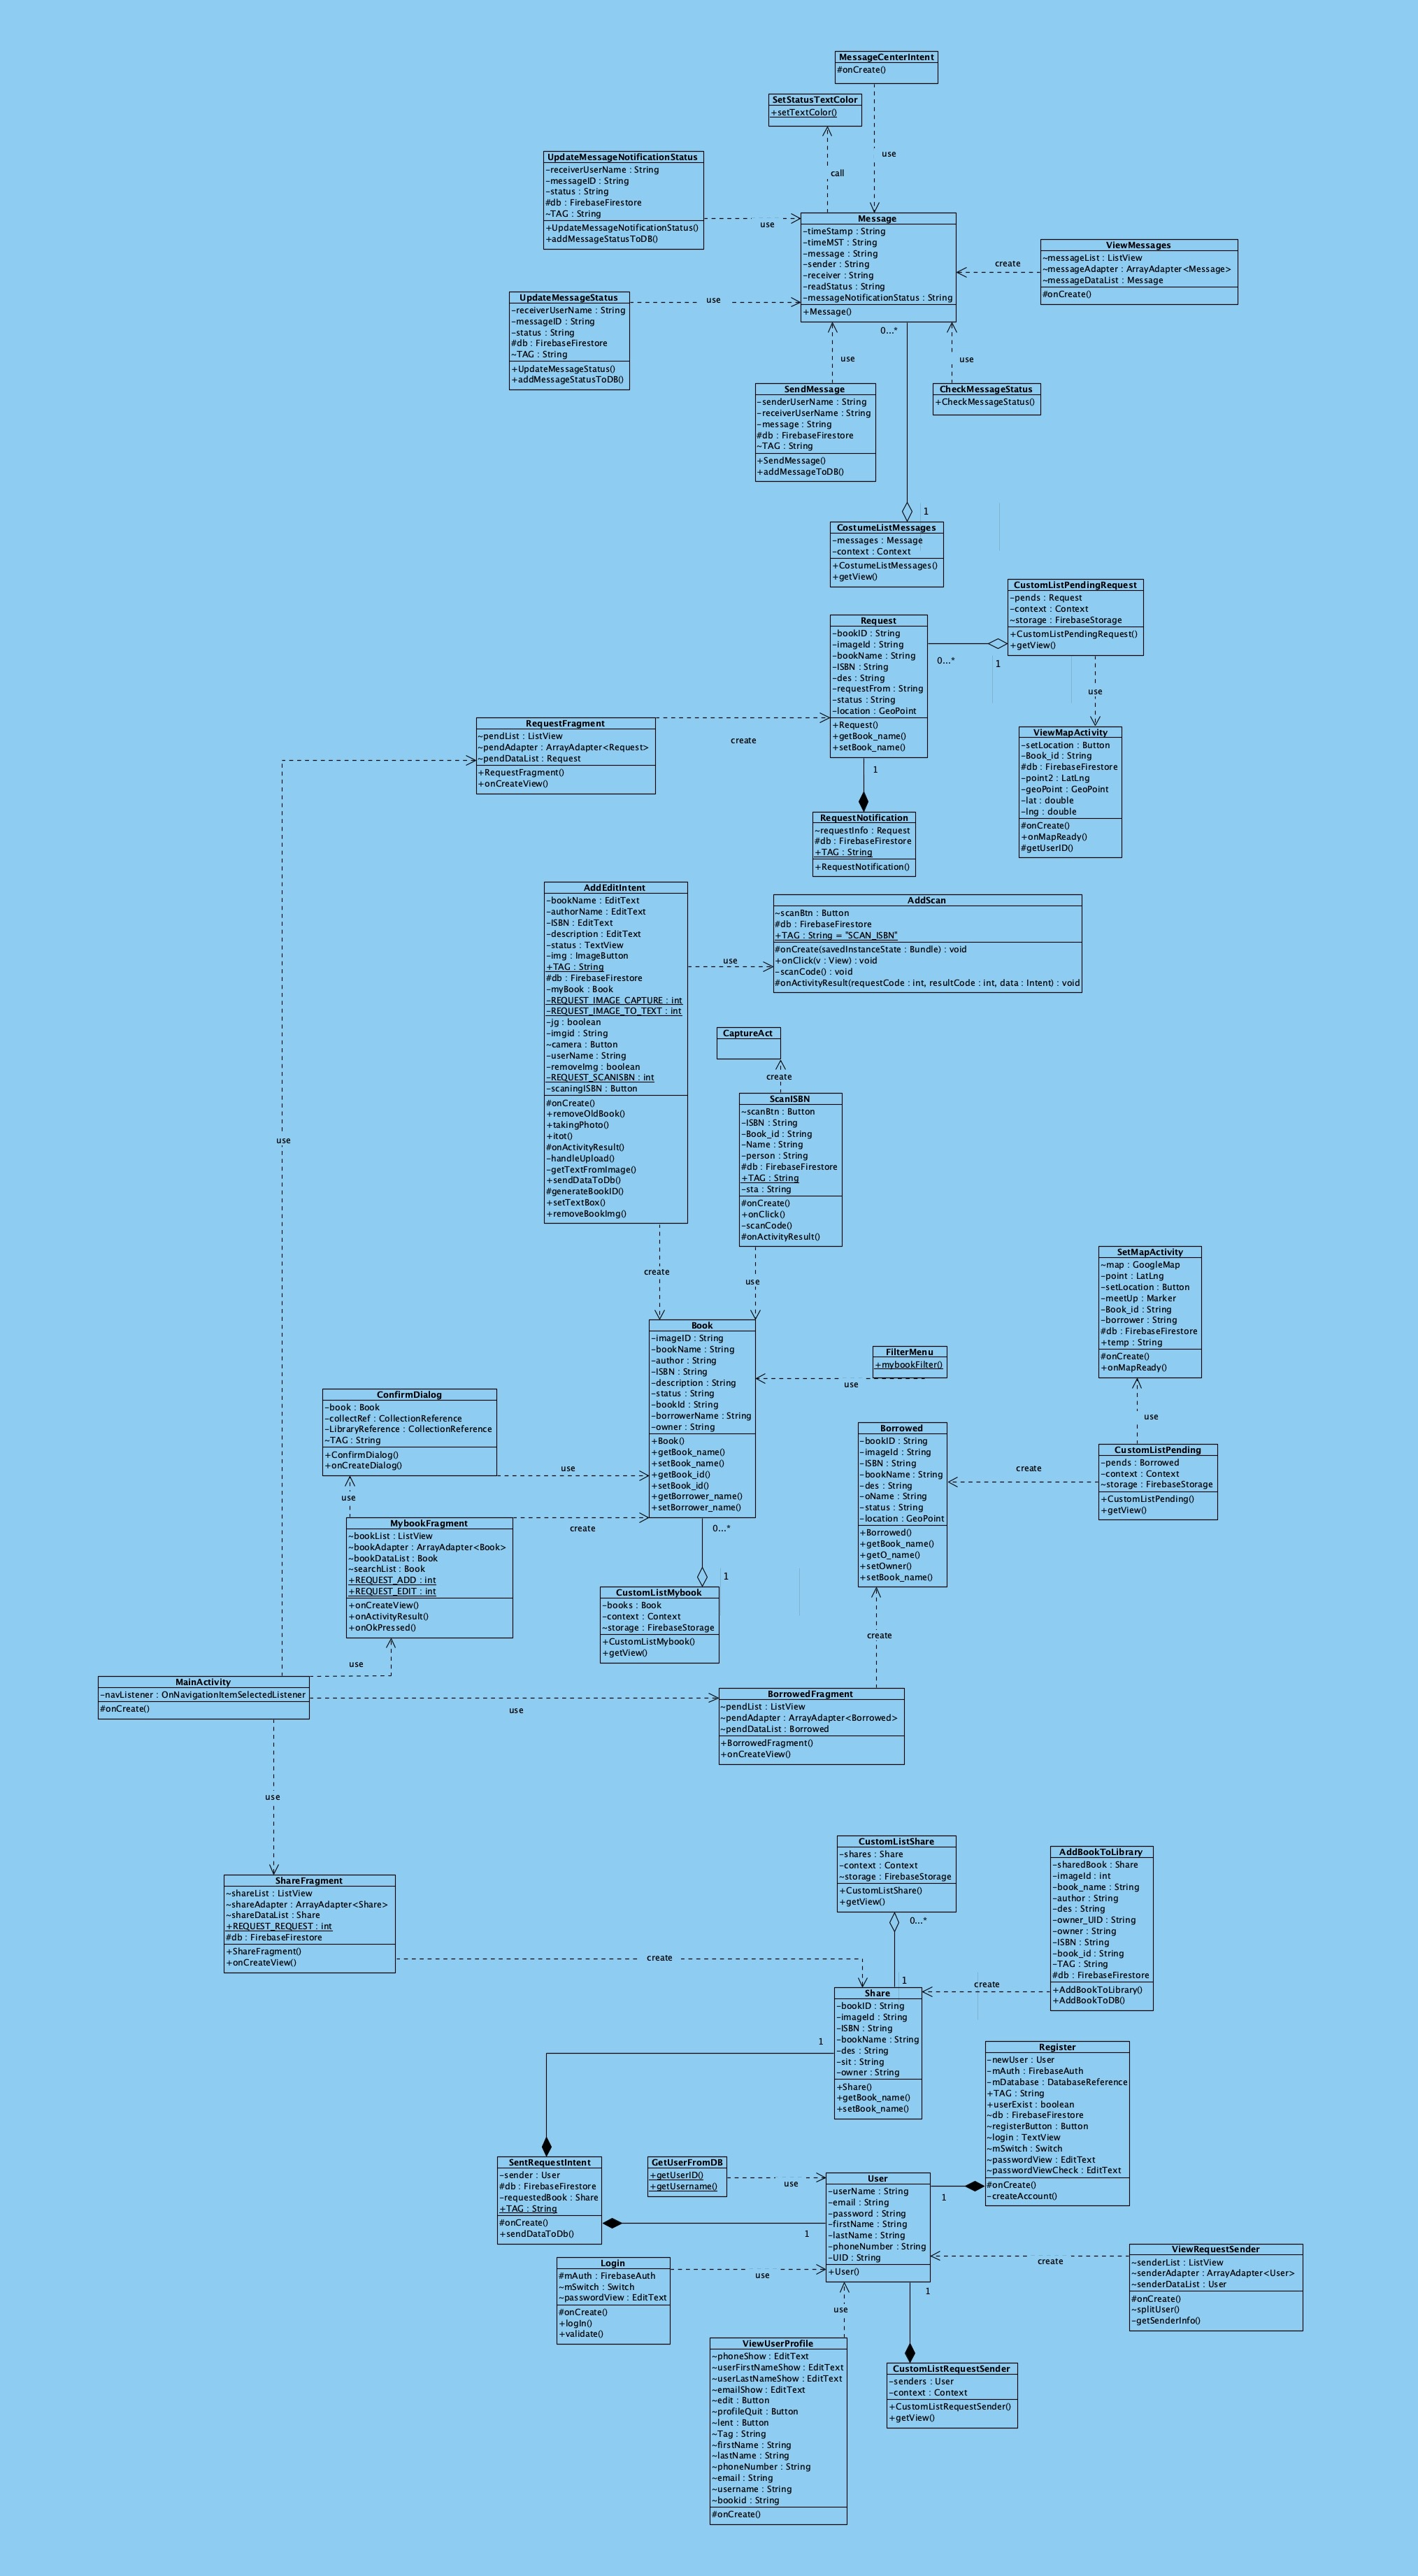 MessageCenterIntent
#onCreate()
SetStatusTextColor
+setTextColor()
use
call
UpdateMessageNotificationStatus
-receiverUserName : String
-messageID : String
-status : String
#db : FirebaseFirestore
~TAG : String
+UpdateMessageNotificationStatus()
+addMessageStatusToDB()
use
Message
-timeStamp : String
-timeMST : String
-message : String
-sender : String
-receiver : String
-readStatus : String
-messageNotificationStatus : String
+Message()
ViewMessages
~messageList : ListView
~messageAdapter : ArrayAdapter<Message>
~messageDataList : Message
#onCreate()
create
UpdateMessageStatus
-receiverUserName : String
-messageID : String
-status : String
#db : FirebaseFirestore
~TAG : String
+UpdateMessageStatus()
+addMessageStatusToDB()
use
0...*
use
use
SendMessage
-senderUserName : String
-receiverUserName : String
-message : String
#db : FirebaseFirestore
~TAG : String
+SendMessage()
+addMessageToDB()
CheckMessageStatus
+CheckMessageStatus()
1
CostumeListMessages
-messages : Message
-context : Context
+CostumeListMessages()
+getView()
CustomListPendingRequest
-pends : Request
-context : Context
~storage : FirebaseStorage
+CustomListPendingRequest()
+getView()
Request
-bookID : String
-imageId : String
-bookName : String
-ISBN : String
-des : String
-requestFrom : String
-status : String
-location : GeoPoint
+Request()
+getBook_name()
+setBook_name()
0...*
1
use
RequestFragment
~pendList : ListView
~pendAdapter : ArrayAdapter<Request>
~pendDataList : Request
+RequestFragment()
+onCreateView()
create
ViewMapActivity
-setLocation : Button
-Book_id : String
#db : FirebaseFirestore
-point2 : LatLng
-geoPoint : GeoPoint
-lat : double
-lng : double
#onCreate()
+onMapReady()
#getUserID()
1
RequestNotification
~requestInfo : Request
#db : FirebaseFirestore
+TAG : String
+RequestNotification()
AddEditIntent
-bookName : EditText
-authorName : EditText
-ISBN : EditText
-description : EditText
-status : TextView
-img : ImageButton
+TAG : String
#db : FirebaseFirestore
-myBook : Book
-REQUEST_IMAGE_CAPTURE : int
-REQUEST_IMAGE_TO_TEXT : int
-jg : boolean
-imgid : String
~camera : Button
-userName : String
-removeImg : boolean
-REQUEST_SCANISBN : int
-scaningISBN : Button
#onCreate()
+removeOldBook()
+takingPhoto()
+itot()
#onActivityResult()
-handleUpload()
-getTextFromImage()
+sendDataToDb()
#generateBookID()
+setTextBox()
+removeBookImg()
use
AddScan
~scanBtn : Button
#db : FirebaseFirestore
+TAG : String = "SCAN_ISBN"
#onCreate(savedInstanceState : Bundle) : void
+onClick(v : View) : void
-scanCode() : void
#onActivityResult(requestCode : int, resultCode : int, data : Intent) : void
CaptureAct
create
ScanISBN
~scanBtn : Button
-ISBN : String
-Book_id : String
-Name : String
-person : String
#db : FirebaseFirestore
+TAG : String
-sta : String
#onCreate()
+onClick()
-scanCode()
#onActivityResult()
use
create
use
SetMapActivity
~map : GoogleMap
-point : LatLng
-setLocation : Button
-meetUp : Marker
-Book_id : String
-borrower : String
#db : FirebaseFirestore
+temp : String
#onCreate()
+onMapReady()
Book
-imageID : String
-bookName : String
-author : String
-ISBN : String
-description : String
-status : String
-bookId : String
-borrowerName : String
-owner : String
+Book()
+getBook_name()
+setBook_name()
+getBook_id()
+setBook_id()
+getBorrower_name()
+setBorrower_name()
FilterMenu
+mybookFilter()
use
ConfirmDialog
-book : Book
-collectRef : CollectionReference
-LibraryReference : CollectionReference
~TAG : String
+ConfirmDialog()
+onCreateDialog()
use
use
Borrowed
-bookID : String
-imageId : String
-ISBN : String
-bookName : String
-des : String
-oName : String
-status : String
-location : GeoPoint
+Borrowed()
+getBook_name()
+getO_name()
+setOwner()
+setBook_name()
use
create
CustomListPending
-pends : Borrowed
-context : Context
~storage : FirebaseStorage
+CustomListPending()
+getView()
MybookFragment
~bookList : ListView
~bookAdapter : ArrayAdapter<Book>
~bookDataList : Book
~searchList : Book
+REQUEST_ADD : int
+REQUEST_EDIT : int
+onCreateView()
+onActivityResult()
+onOkPressed()
create
0...*
1
CustomListMybook
-books : Book
-context : Context
~storage : FirebaseStorage
+CustomListMybook()
+getView()
create
use
MainActivity
-navListener : OnNavigationItemSelectedListener
#onCreate()
use
BorrowedFragment
~pendList : ListView
~pendAdapter : ArrayAdapter<Borrowed>
~pendDataList : Borrowed
+BorrowedFragment()
+onCreateView()
use
CustomListShare
-shares : Share
-context : Context
~storage : FirebaseStorage
+CustomListShare()
+getView()
0...*
AddBookToLibrary
-sharedBook : Share
-imageId : int
-book_name : String
-author : String
-des : String
-owner_UID : String
-owner : String
-ISBN : String
-book_id : String
-TAG : String
#db : FirebaseFirestore
+AddBookToLibrary()
+AddBookToDB()
ShareFragment
~shareList : ListView
~shareAdapter : ArrayAdapter<Share>
~shareDataList : Share
+REQUEST_REQUEST : int
#db : FirebaseFirestore
+ShareFragment()
+onCreateView()
create
1
create
Share
-bookID : String
-imageId : String
-ISBN : String
-bookName : String
-des : String
-sit : String
-owner : String
+Share()
+getBook_name()
+setBook_name()
1
Register
-newUser : User
-mAuth : FirebaseAuth
-mDatabase : DatabaseReference
+TAG : String
+userExist : boolean
~db : FirebaseFirestore
~registerButton : Button
~login : TextView
~mSwitch : Switch
~passwordView : EditText
~passwordViewCheck : EditText
#onCreate()
-createAccount()
SentRequestIntent
-sender : User
#db : FirebaseFirestore
-requestedBook : Share
+TAG : String
#onCreate()
+sendDataToDb()
GetUserFromDB
+getUserID()
+getUsername()
use
User
-userName : String
-email : String
-password : String
-firstName : String
-lastName : String
-phoneNumber : String
-UID : String
+User()
1
1
Login
#mAuth : FirebaseAuth
~mSwitch : Switch
~passwordView : EditText
#onCreate()
+logIn()
+validate()
use
create
ViewRequestSender
~senderList : ListView
~senderAdapter : ArrayAdapter<User>
~senderDataList : User
#onCreate()
~splitUser()
-getSenderInfo()
use
1
ViewUserProfile
~phoneShow : EditText
~userFirstNameShow : EditText
~userLastNameShow : EditText
~emailShow : EditText
~edit : Button
~profileQuit : Button
~lent : Button
~Tag : String
~firstName : String
~lastName : String
~phoneNumber : String
~email : String
~username : String
~bookid : String
#onCreate()
CustomListRequestSender
-senders : User
-context : Context
+CustomListRequestSender()
+getView()